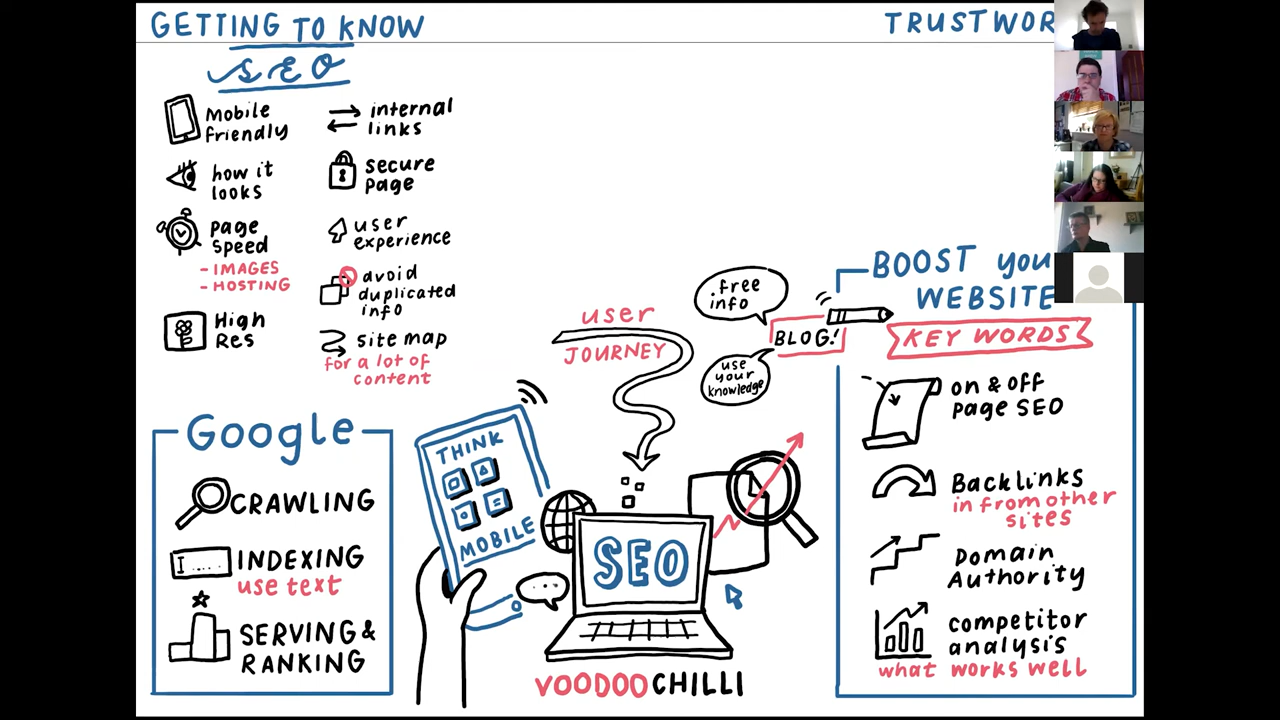 GETTING TO KNOW
SEO
Mobile
friendly
how it
looks
page
speed
- IMAGES
- HOSTING
High
Res
internal
links
secure
page
user
experience
avoid
duplicated
info
site map
for a lot of
content
Google
CRAWLING
INDEXING
use text
SERVING &
RANKING
THINK
MOBILE
user
JOURNEY
SEO
VOODOO CHILLI
free
info
BLOG!
use
your
knowledge
TRUSTWOR
BOOST you
WEBSITE
KEY WORDS
on & off
page SEO
Backlinks
in from other
sites
Domain
Authority
competitor
analysis
what works well